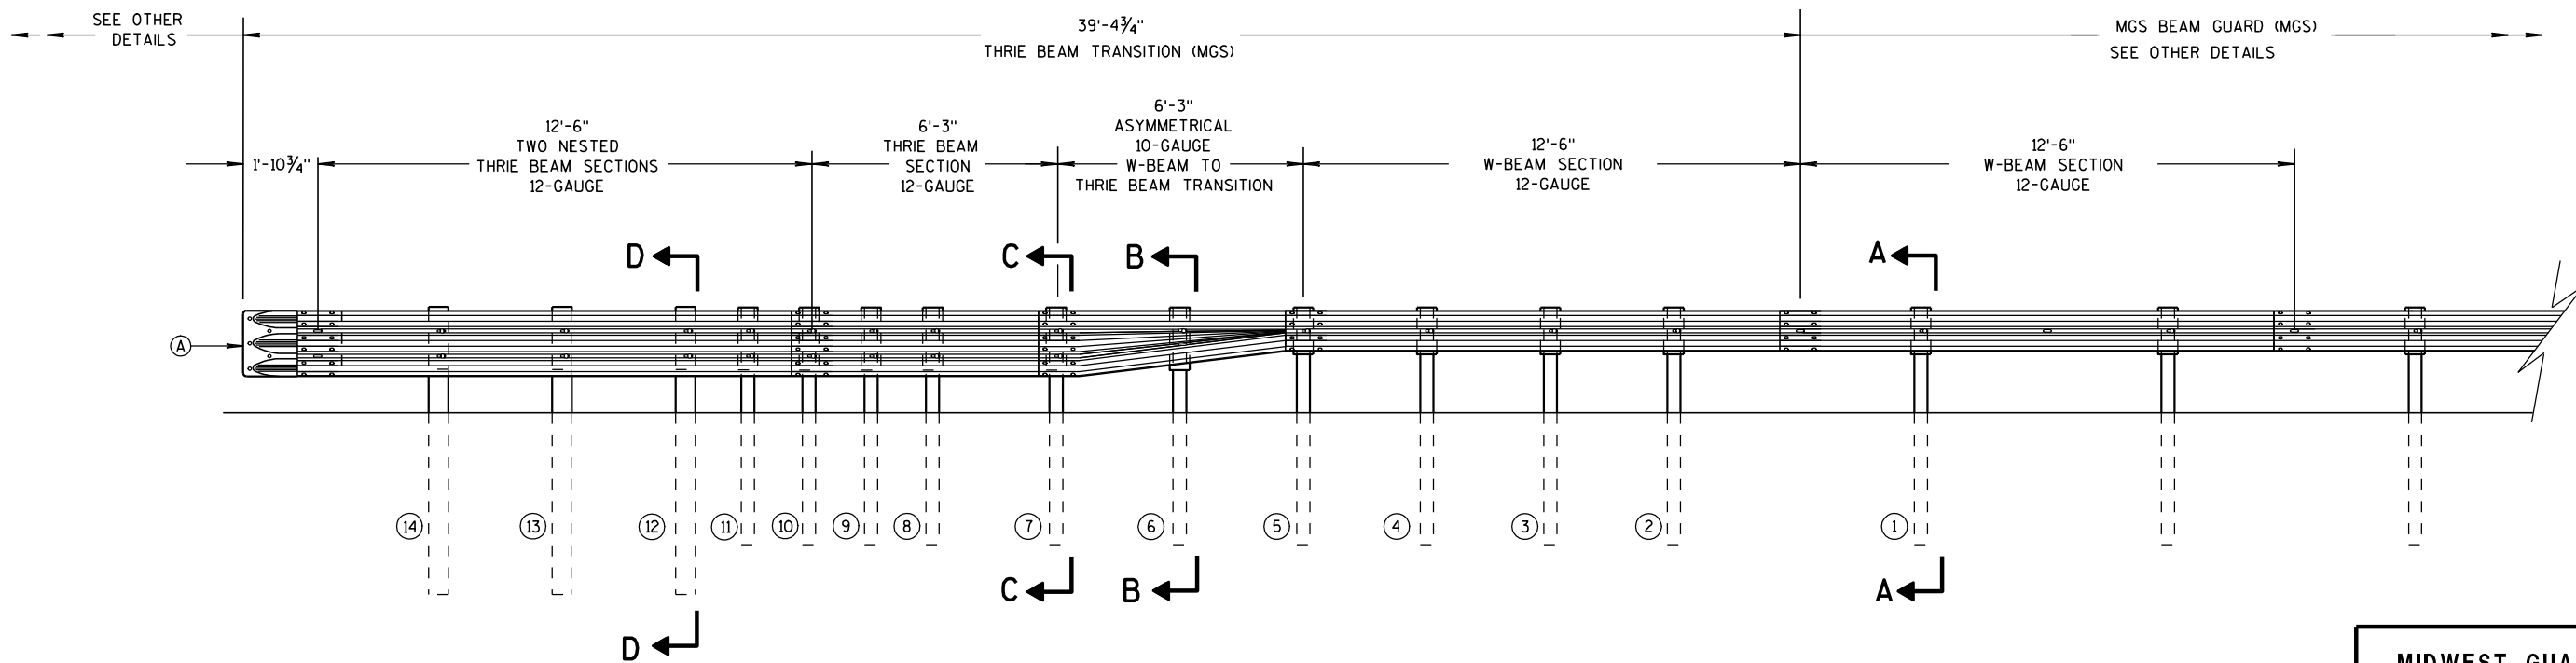 SEE OTHER
DETAILS
39'-4¾"
THRIE BEAM TRANSITION (MGS)
MGS BEAM GUARD (MGS)
SEE OTHER DETAILS
1'-10¾"
12'-6"
TWO NESTED
THRIE BEAM SECTIONS
12-GAUGE
6'-3"
THRIE BEAM
SECTION
12-GAUGE
6'-3"
ASYMMETRICAL
10-GAUGE
W-BEAM TO
THRIE BEAM TRANSITION
12'-6"
W-BEAM SECTION
12-GAUGE
12'-6"
W-BEAM SECTION
12-GAUGE
D
C
B
A
A
14
13
12
11
10
9
8
7
6
5
4
3
2
1
C
B
A
D
MIDWEST GUA